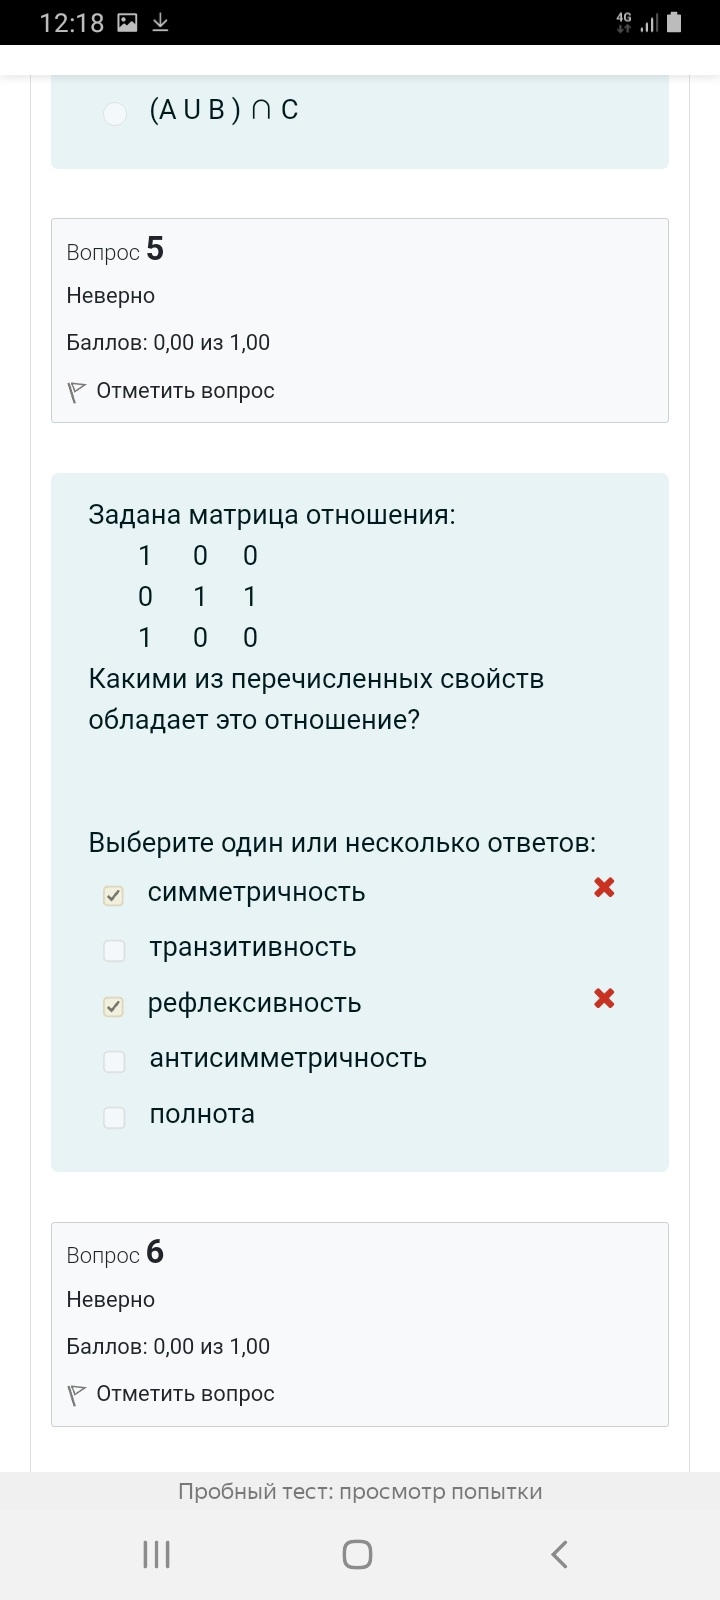 12:18
4G
(A U B ) ∩ C
Вопрос 5
Неверно
Баллов: 0,00 из 1,00
Отметить вопрос
Задана матрица отношения:
1 0 0
0 1 1
1 0 0
Какими из перечисленных свойств
обладает это отношение?
Выберите один или несколько ответов:
симметричность
транзитивность
рефлексивность
антисимметричность
полнота
Вопрос 6
Неверно
Баллов: 0,00 из 1,00
Отметить вопрос
Пробный тест: просмотр попытки